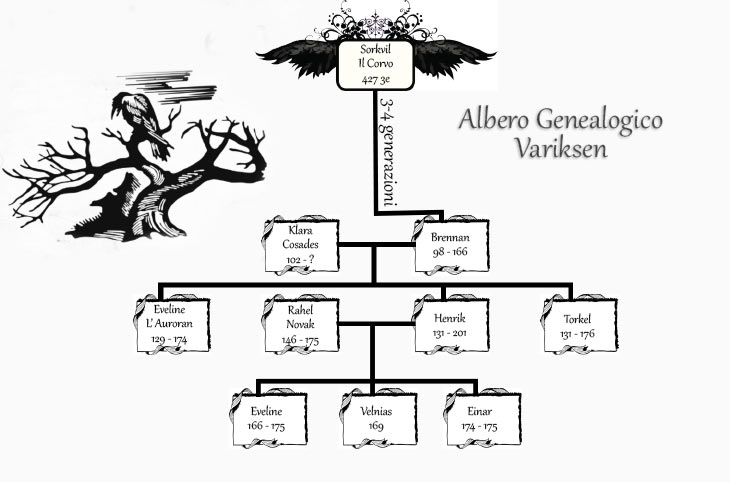 Sorkvil
Il Corvo
427 3e
Albero Genealogico
Variksen
3-4 generazioni
Klara
Cosades
102 - ?
Brennan
98 - 166
Eveline
L' Auroran
129 - 174
Rahel
Novak
146 - 175
Henrik
131 - 201
Torkel
131 - 176
Eveline
166 - 175
Velnias
169
Einar
174 - 175